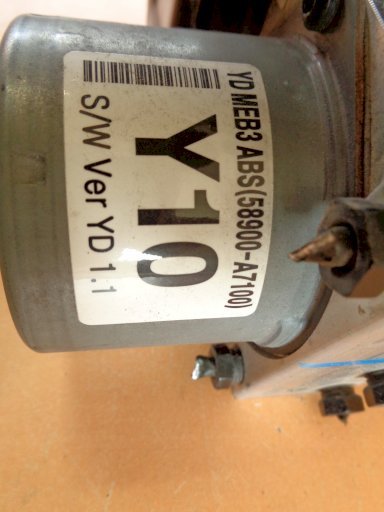 YD MEB3 ABS(58900-A7100)
Y10
S/W Ver YD 1.1